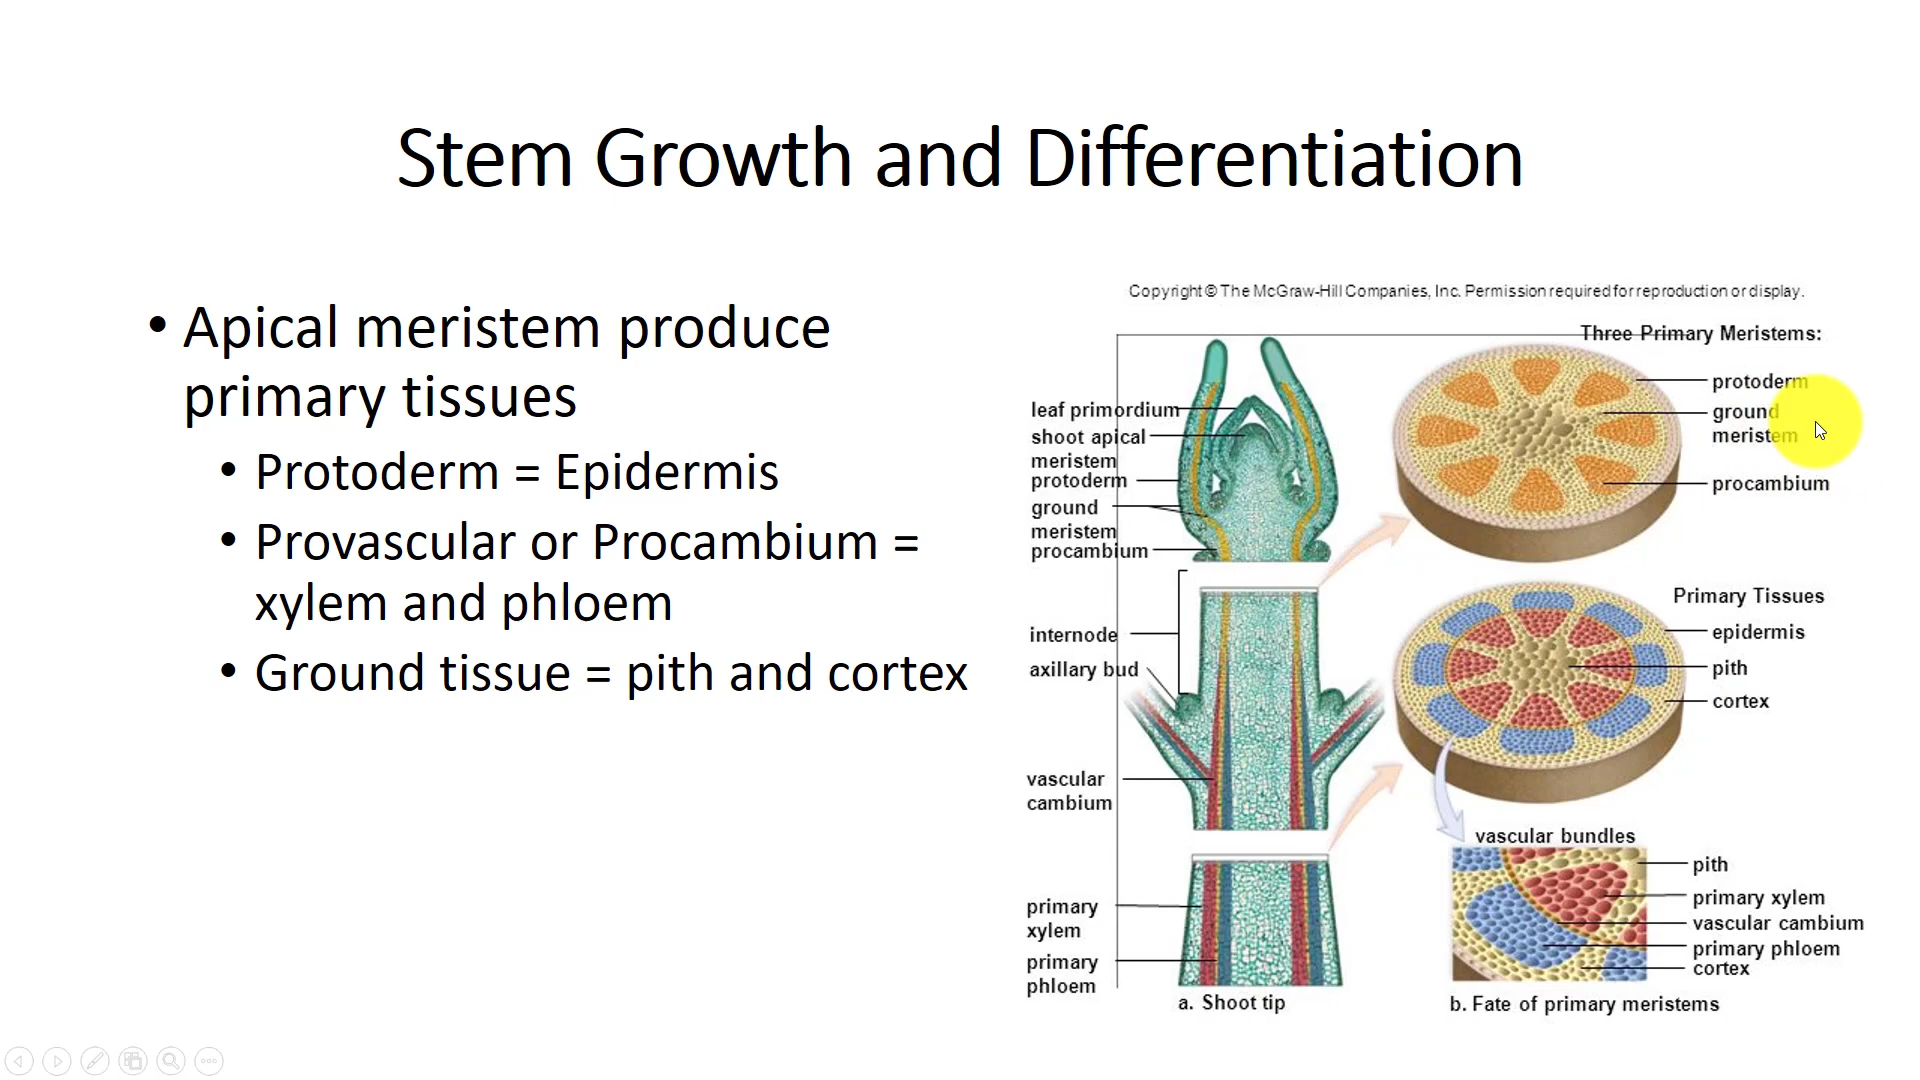 Stem Growth and Differentiation
• Apical meristem produce
primary tissues
• Protoderm = Epidermis
• Provascular or Procambium =
xylem and phloem
• Ground tissue = pith and cortex
Copyright © The McGraw-Hill Companies, Inc. Permission required for reproduction or display.
leaf primordium
shoot apical
meristem
protoderm
ground
meristem
procambium
internode
axillary bud
vascular
cambium
primary
xylem
primary
phloem
a. Shoot tip
Three Primary Meristems:
protoderm
ground
meristem
procambium
Primary Tissues
epidermis
pith
cortex
vascular bundles
pith
primary xylem
vascular cambium
primary phloem
cortex
b. Fate of primary meristems